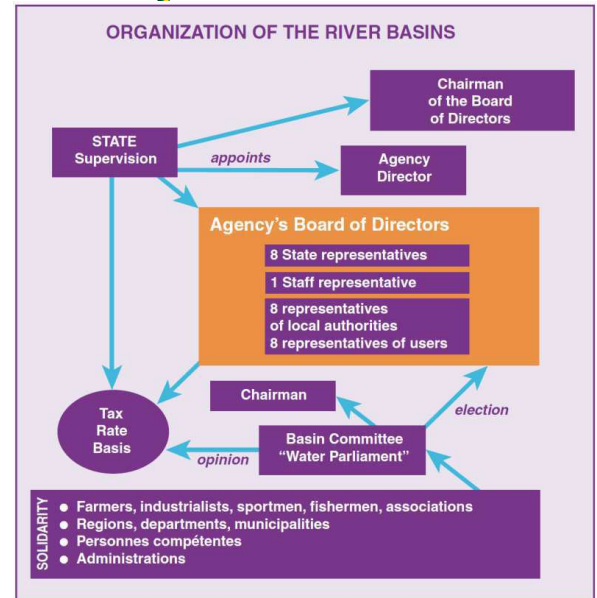 ORGANIZATION OF THE RIVER BASINS
Chairman
of the Board
of Directors
STATE
Supervision
appoints
Agency
Director
Agency's Board of Directors
8 State representatives
1 Staff representative
8 representatives
of local authorities
8 representatives of users
Chairman
election
Tax
Rate
Basis
Basin Committee
"Water Parliament"
opinion
SOLIDARITY
● Farmers, industrialists, sportmen, fishermen, associations
● Regions, departments, municipalities
● Personnes compétentes
● Administrations